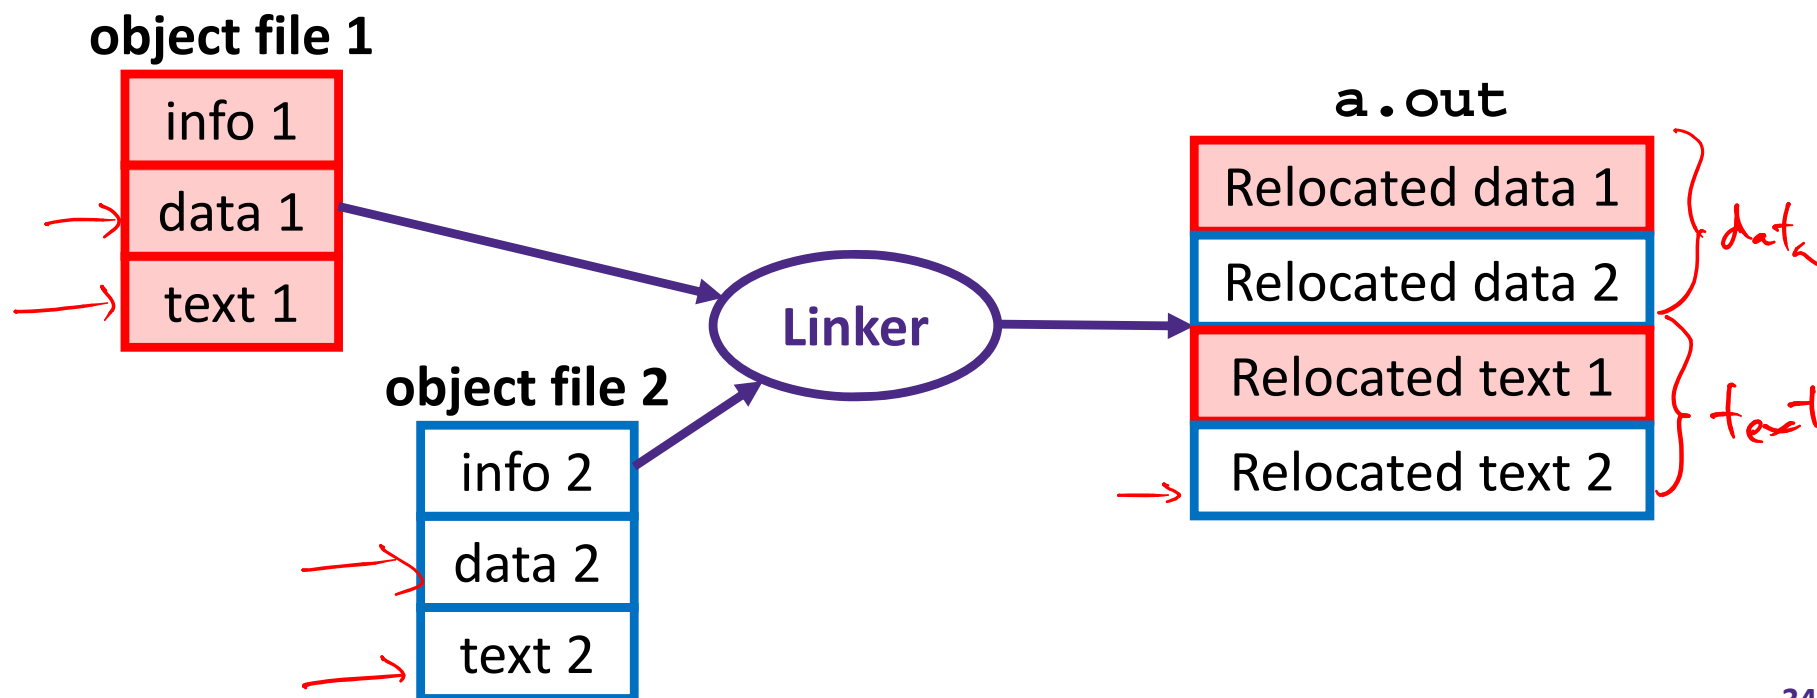 object file 1
info 1
data 1
text 1
object file 2
info 2
data 2
text 2
Linker
a.out
Relocated data 1
Relocated data 2
Relocated text 1
Relocated text 2
data
text
24